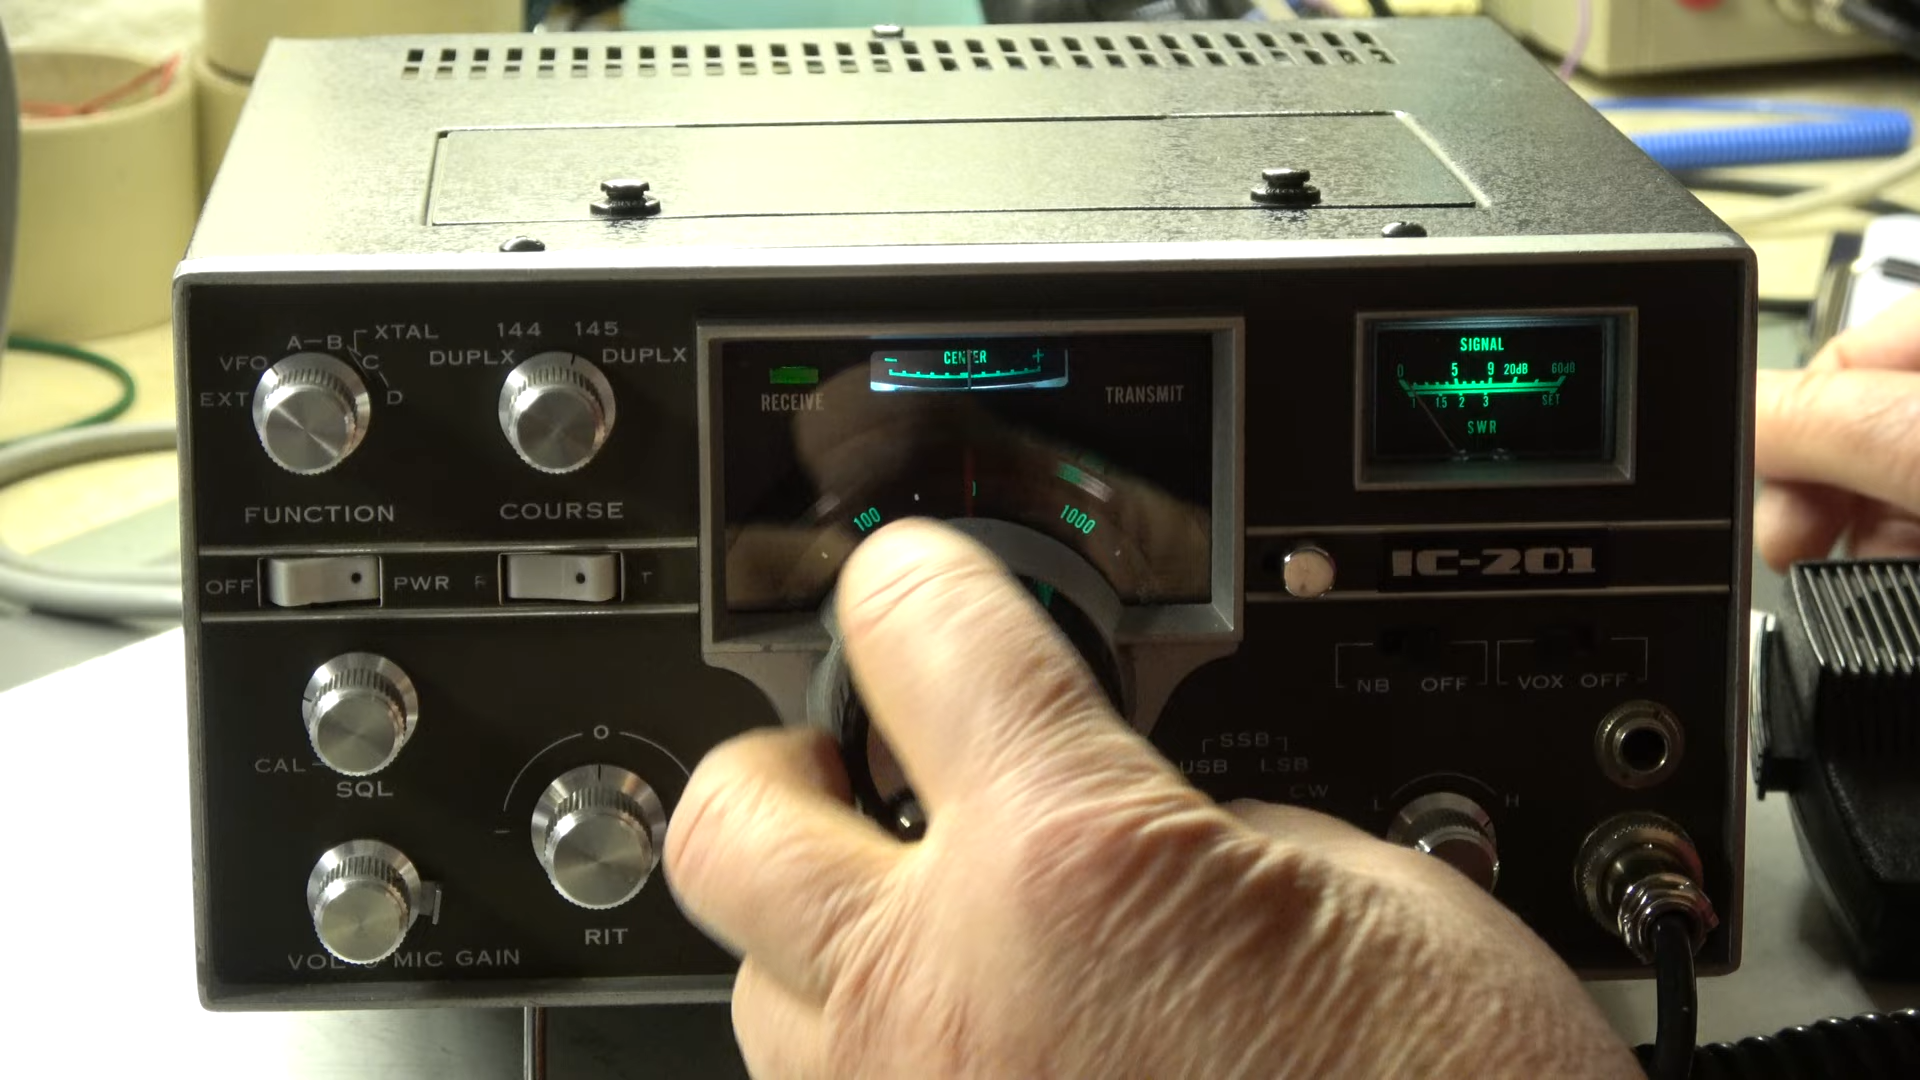 A-B XTAL
VFO C
EXT D
FUNCTION
144 145
DUPLX DUPLX
COURSE
- CENTER +
RECEIVE
TRANSMIT
100 0 1000
SIGNAL
0 5 9 20dB 60dB
1 1.5 2 3 SET
SWR
OFF PWR R T
IC-201
NB OFF VOX OFF
CAL
SQL
0
-
RIT
VOL MIC GAIN
SSB
USB LSB
CW
L H